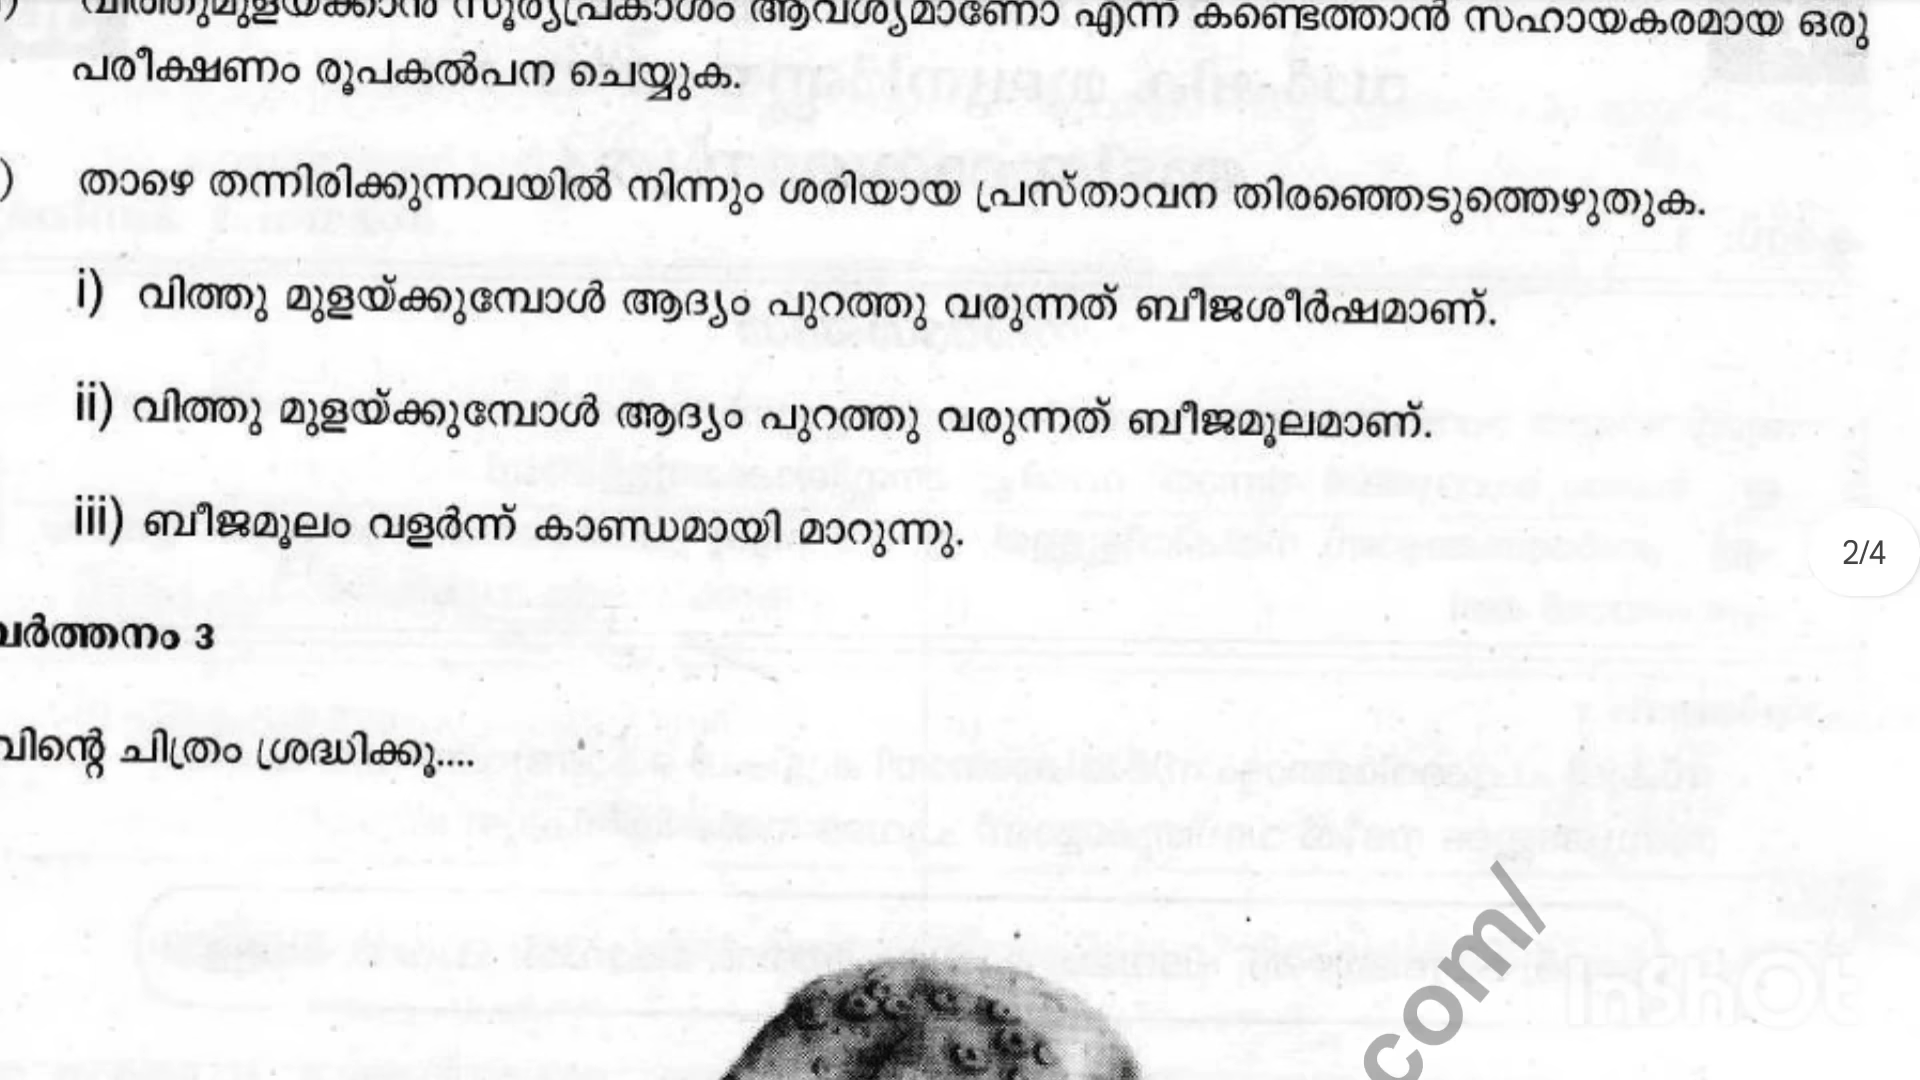 വിത്തുമുളയ്ക്കാൻ സൂര്യപ്രകാശം ആവശ്യമാണോ എന്ന് കണ്ടെത്താൻ സഹായകരമായ ഒരു
പരീക്ഷണം രൂപകൽപന ചെയ്യുക.
) താഴെ തന്നിരിക്കുന്നവയിൽ നിന്നും ശരിയായ പ്രസ്താവന തിരഞ്ഞെടുത്തെഴുതുക.
i) വിത്തു മുളയ്ക്കുമ്പോൾ ആദ്യം പുറത്തു വരുന്നത് ബീജശീർഷമാണ്.
ii) വിത്തു മുളയ്ക്കുമ്പോൾ ആദ്യം പുറത്തു വരുന്നത് ബീജമൂലമാണ്.
iii) ബീജമൂലം വളർന്ന് കാണ്ഡമായി മാറുന്നു.
2/4
വർത്തനം 3
വിന്റെ ചിത്രം ശ്രദ്ധിക്കൂ....
com/
InShOt